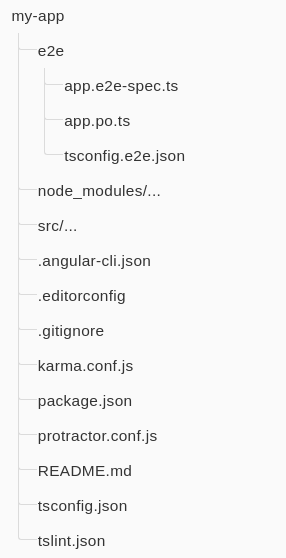 my-app
e2e
app.e2e-spec.ts
app.po.ts
tsconfig.e2e.json
node_modules/...
src/...
.angular-cli.json
.editorconfig
.gitignore
karma.conf.js
package.json
protractor.conf.js
README.md
tsconfig.json
tslint.json